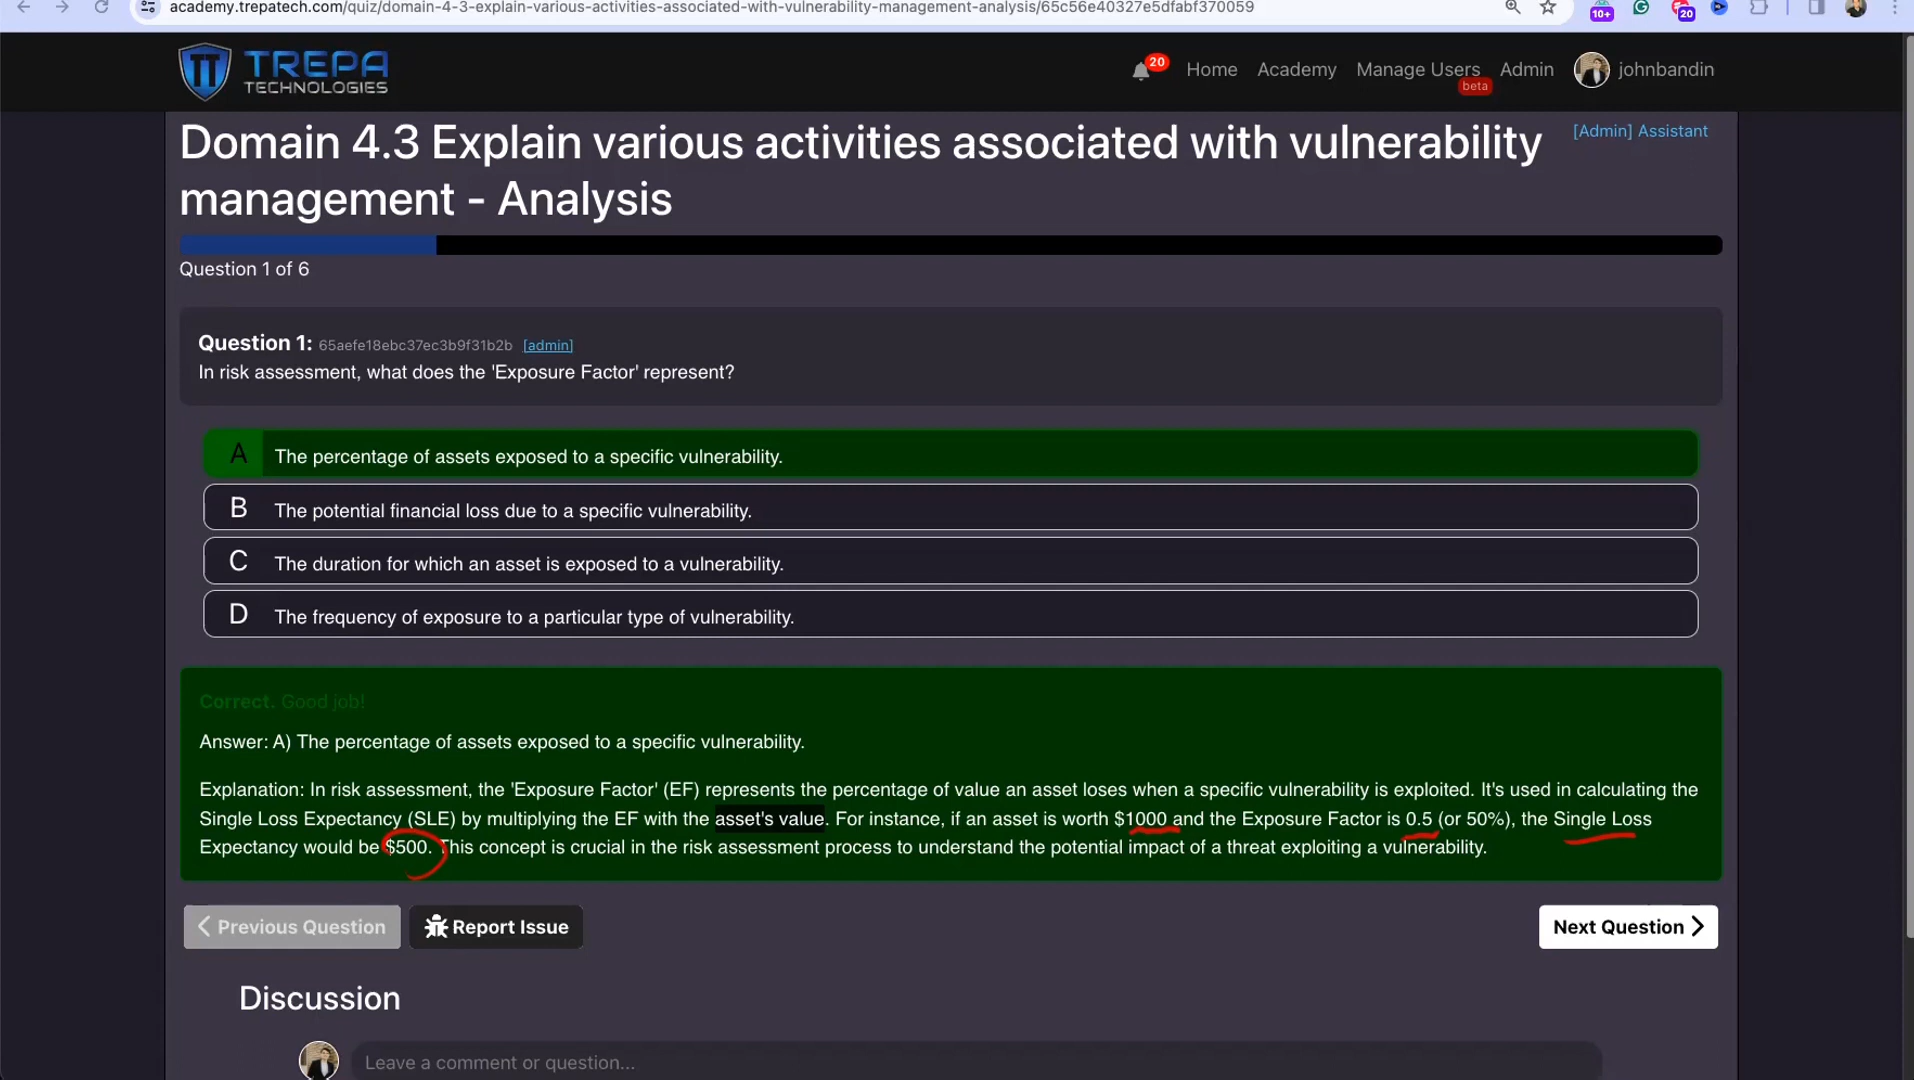 academy.trepatech.com/quiz/domain-4-3-explain-various-activities-associated-with-vulnerability-management-analysis/65c56e40327e5dfabf370059
10+
20
TREPA
TECHNOLOGIES
20
Home
Academy
Manage Users
beta
Admin
johnbandin
Domain 4.3 Explain various activities associated with vulnerability
management - Analysis
[Admin] Assistant
Question 1 of 6
Question 1: 65aefe18ebc37ec3b9f31b2b [admin]
In risk assessment, what does the 'Exposure Factor' represent?
A The percentage of assets exposed to a specific vulnerability.
B The potential financial loss due to a specific vulnerability.
C The duration for which an asset is exposed to a vulnerability.
D The frequency of exposure to a particular type of vulnerability.
Correct. Good job!
Answer: A) The percentage of assets exposed to a specific vulnerability.
Explanation: In risk assessment, the 'Exposure Factor' (EF) represents the percentage of value an asset loses when a specific vulnerability is exploited. It's used in calculating the
Single Loss Expectancy (SLE) by multiplying the EF with the asset's value. For instance, if an asset is worth $1000 and the Exposure Factor is 0.5 (or 50%), the Single Loss
Expectancy would be $500. This concept is crucial in the risk assessment process to understand the potential impact of a threat exploiting a vulnerability.
Previous Question
Report Issue
Next Question
Discussion
Leave a comment or question...